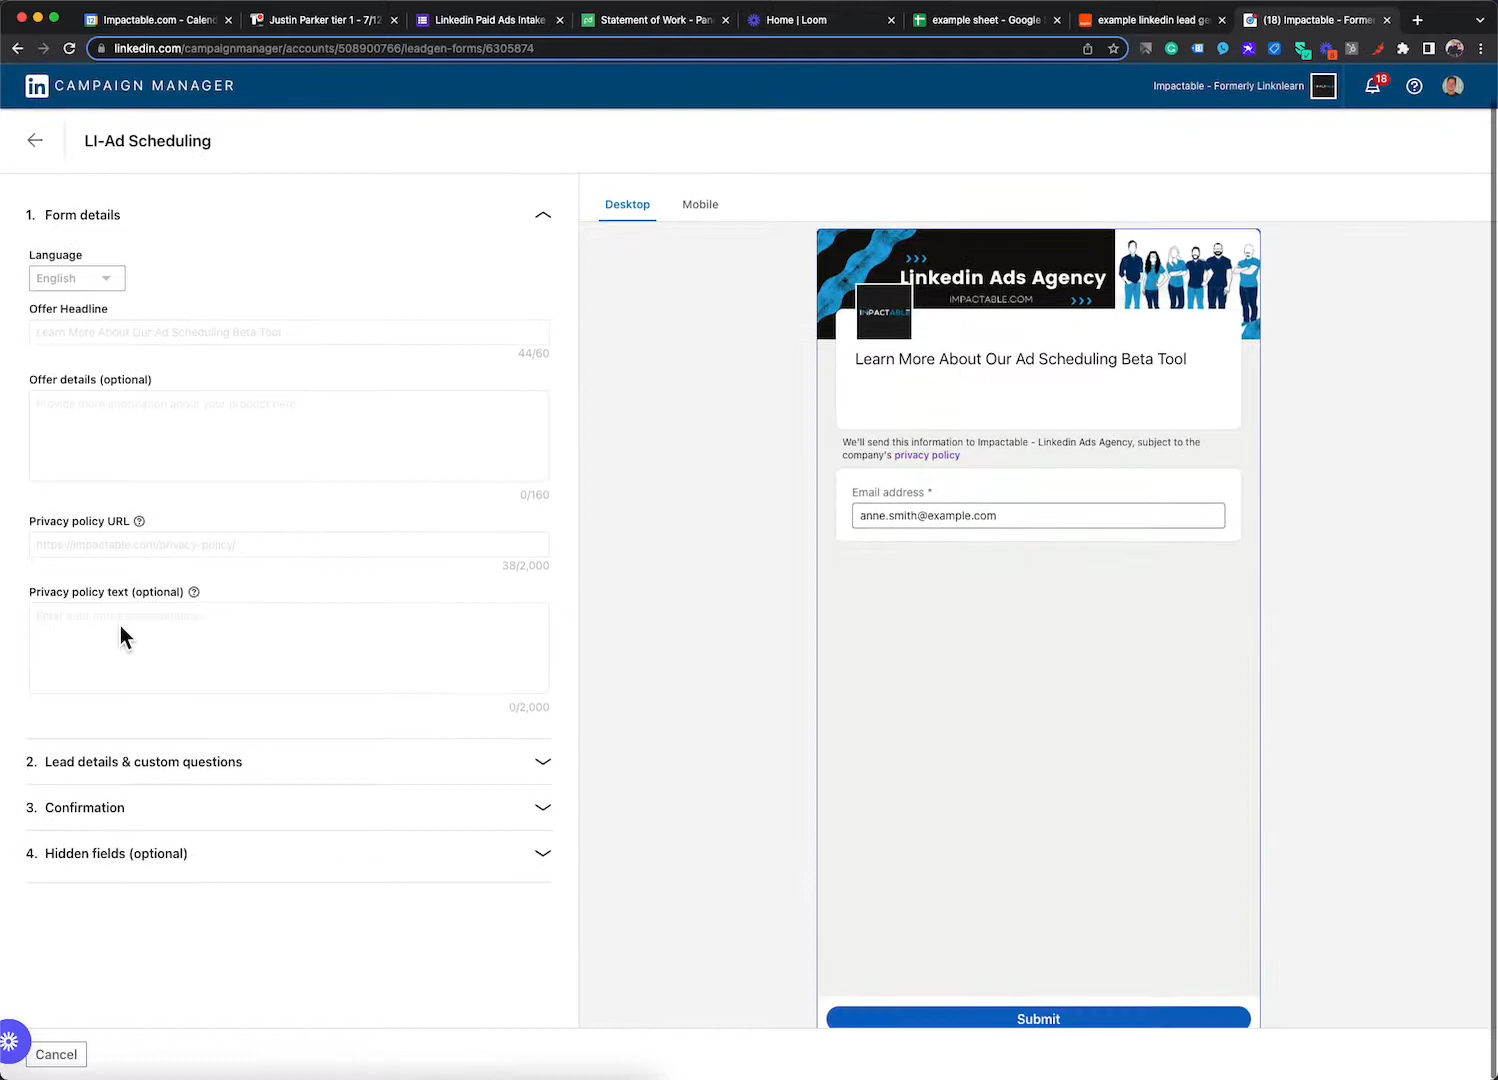 Impactable.com - Calend
Justin Parker tier 1 - 7/12
Linkedin Paid Ads Intake
Statement of Work - Pan
Home | Loom
example sheet - Google S
example linkedin lead ge
(18) Impactable - Former
linkedin.com/campaignmanager/accounts/508900766/leadgen-forms/6305874
in CAMPAIGN MANAGER
Impactable - Formerly Linknlearn
18
LI-Ad Scheduling
1. Form details
Language
English
Offer Headline
Learn More About Our Ad Scheduling Beta Tool
44/60
Offer details (optional)
Provide more information about your product here
0/160
Privacy policy URL
https://impactable.com/privacy-policy/
38/2,000
Privacy policy text (optional)
0/2,000
2. Lead details & custom questions
3. Confirmation
4. Hidden fields (optional)
Cancel
Desktop
Mobile
>>>
Linkedin Ads Agency
IMPACTABLE.COM
>>>
IMPACTABLE
Learn More About Our Ad Scheduling Beta Tool
We'll send this information to Impactable - Linkedin Ads Agency, subject to the
company's privacy policy
Email address *
anne.smith@example.com
Submit